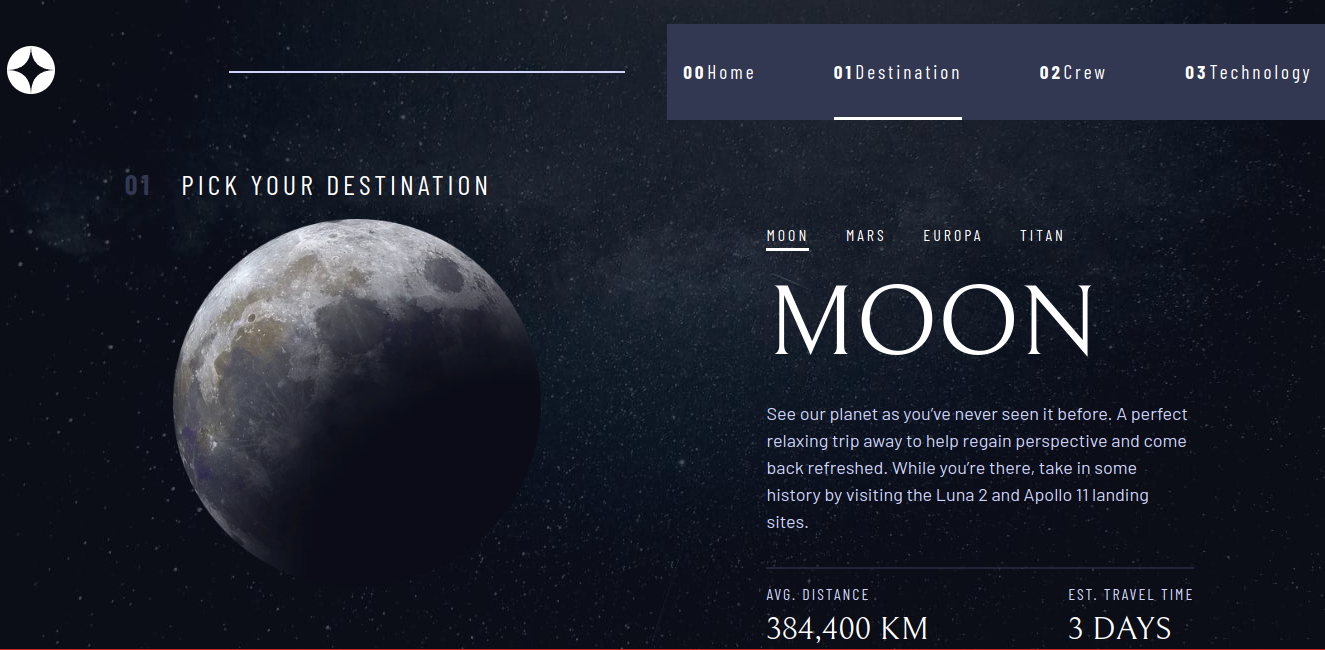 00Home 01Destination 02Crew 03Technology
01 PICK YOUR DESTINATION
MOON MARS EUROPA TITAN
MOON
See our planet as you’ve never seen it before. A perfect
relaxing trip away to help regain perspective and come
back refreshed. While you’re there, take in some
history by visiting the Luna 2 and Apollo 11 landing
sites.
AVG. DISTANCE EST. TRAVEL TIME
384,400 KM 3 DAYS